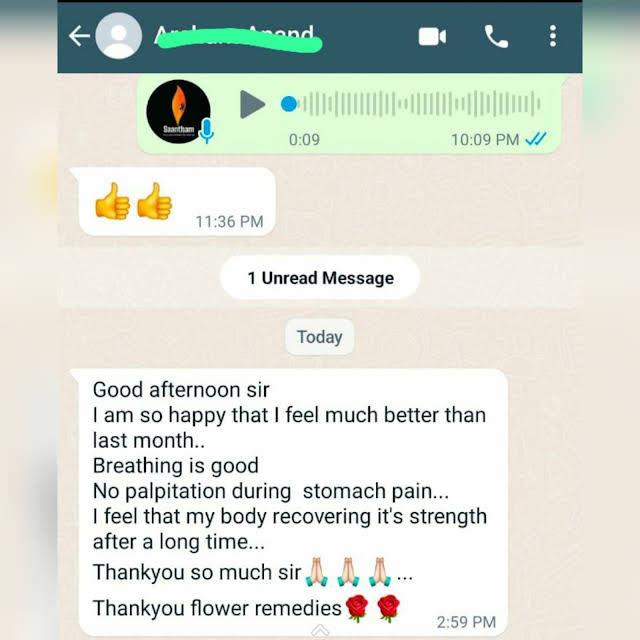 0:09
10:09 PM
Saantham
👍👍
11:36 PM
1 Unread Message
Today
Good afternoon sir
I am so happy that I feel much better than
last month..
Breathing is good
No palpitation during stomach pain...
I feel that my body recovering it's strength
after a long time...
Thankyou so much sir🙏🙏🙏...
Thankyou flower remedies🌹🌹
2:59 PM